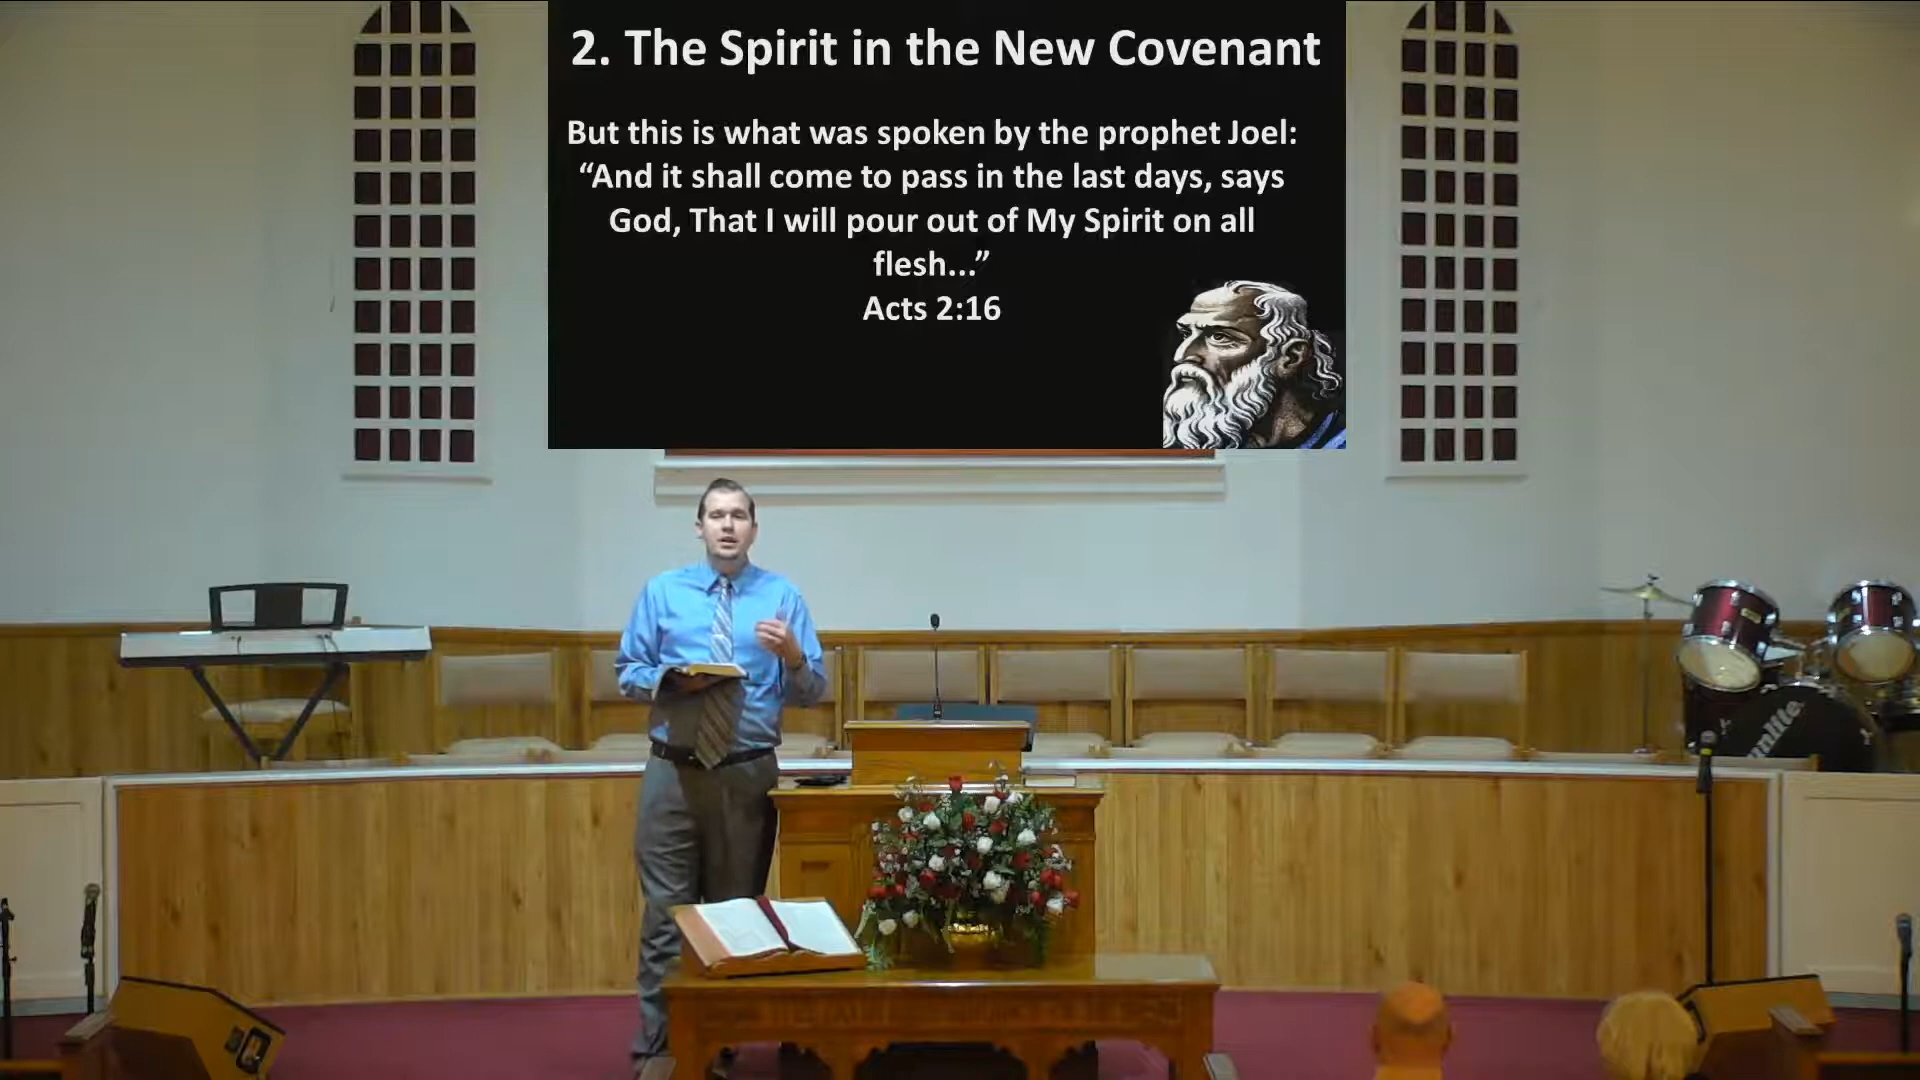 2. The Spirit in the New Covenant
But this is what was spoken by the prophet Joel:
“And it shall come to pass in the last days, says
God, That I will pour out of My Spirit on all
flesh...”
Acts 2:16